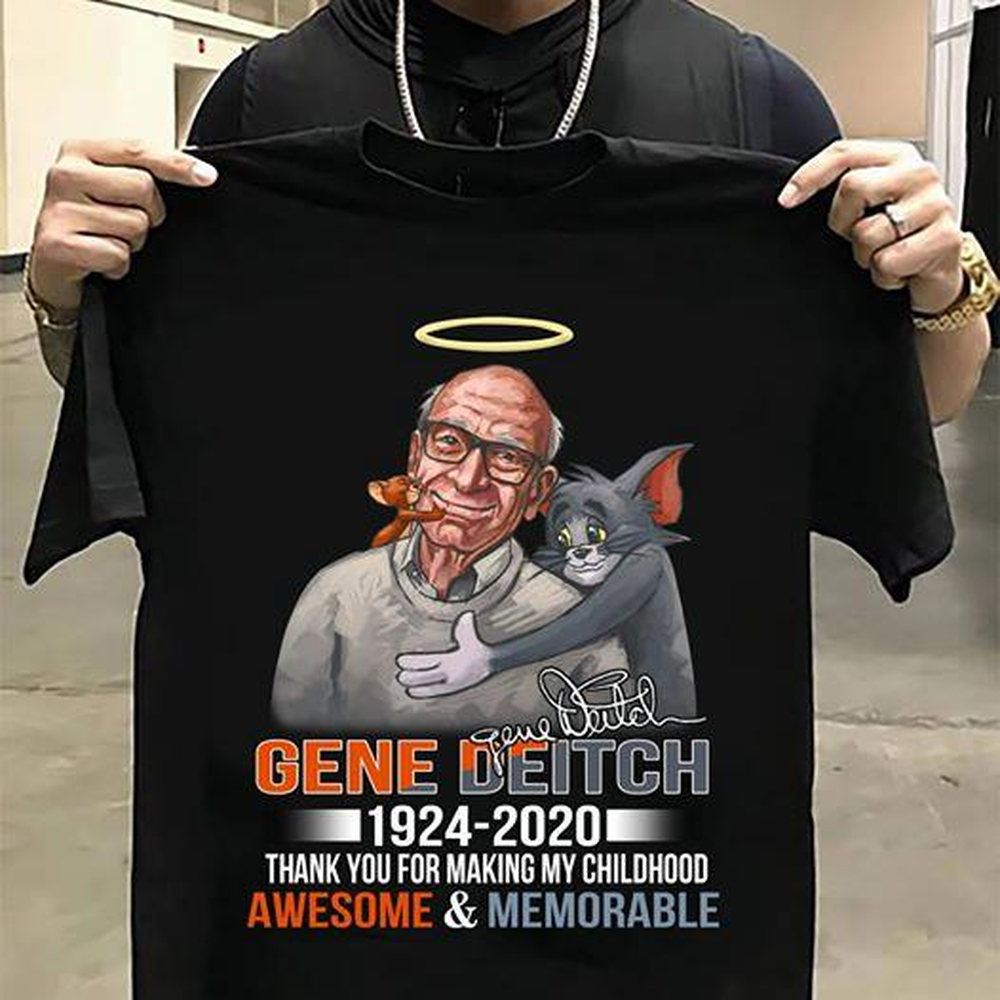 gene Deitch
GENE DEITCH
1924-2020
THANK YOU FOR MAKING MY CHILDHOOD
AWESOME & MEMORABLE